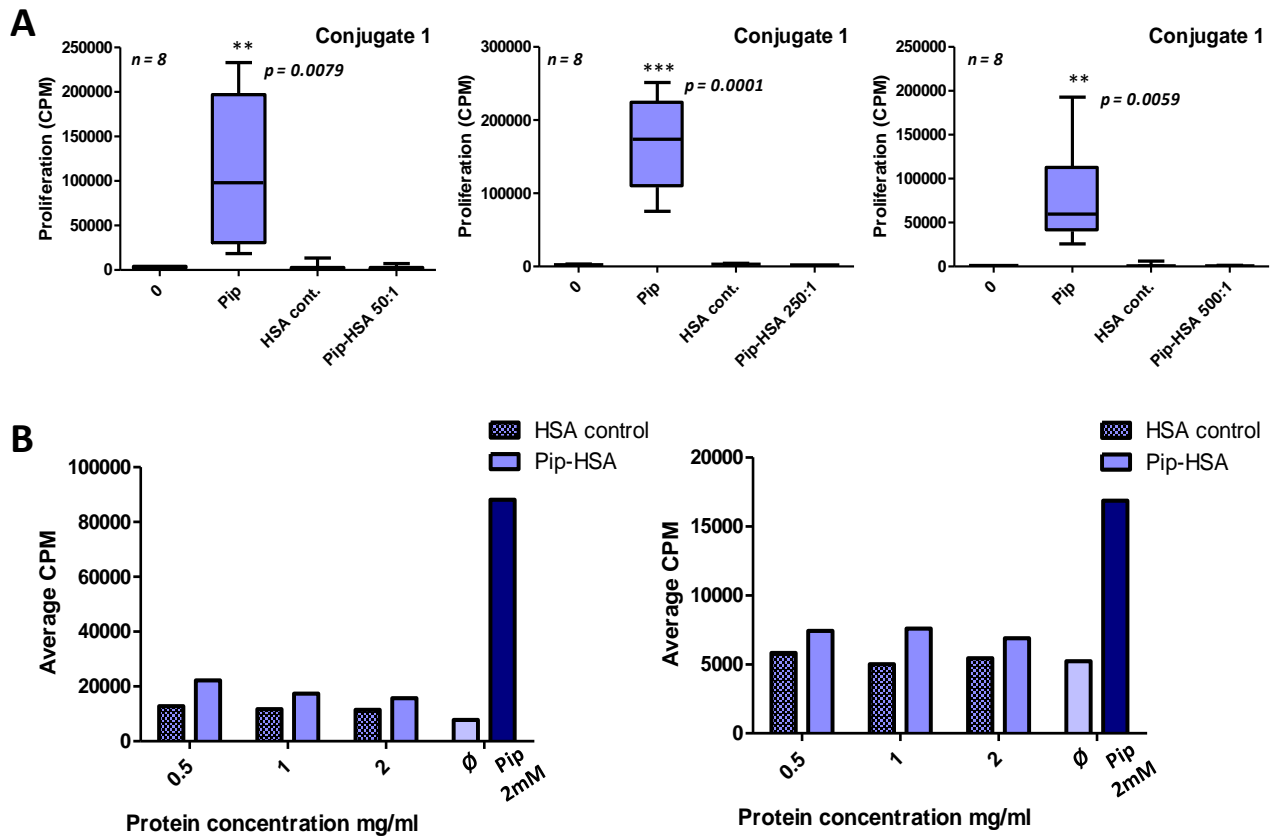 A
Conjugate 1
n = 8
**
p = 0.0079
Proliferation (CPM)
250000
200000
150000
100000
50000
0
0
Pip
HSA cont.
Pip-HSA 50:1
Conjugate 1
n = 8
***
p = 0.0001
Proliferation (CPM)
300000
200000
100000
0
0
Pip
HSA cont.
Pip-HSA 250:1
Conjugate 1
n = 8
**
p = 0.0059
Proliferation (CPM)
250000
200000
150000
100000
50000
0
0
Pip
HSA cont.
Pip-HSA 500:1
B
HSA control
Pip-HSA
Average CPM
100000
80000
60000
40000
20000
0
0.5
1
2
Ø
Pip
2mM
Protein concentration mg/ml
HSA control
Pip-HSA
Average CPM
20000
15000
10000
5000
0
0.5
1
2
Ø
Pip
2mM
Protein concentration mg/ml